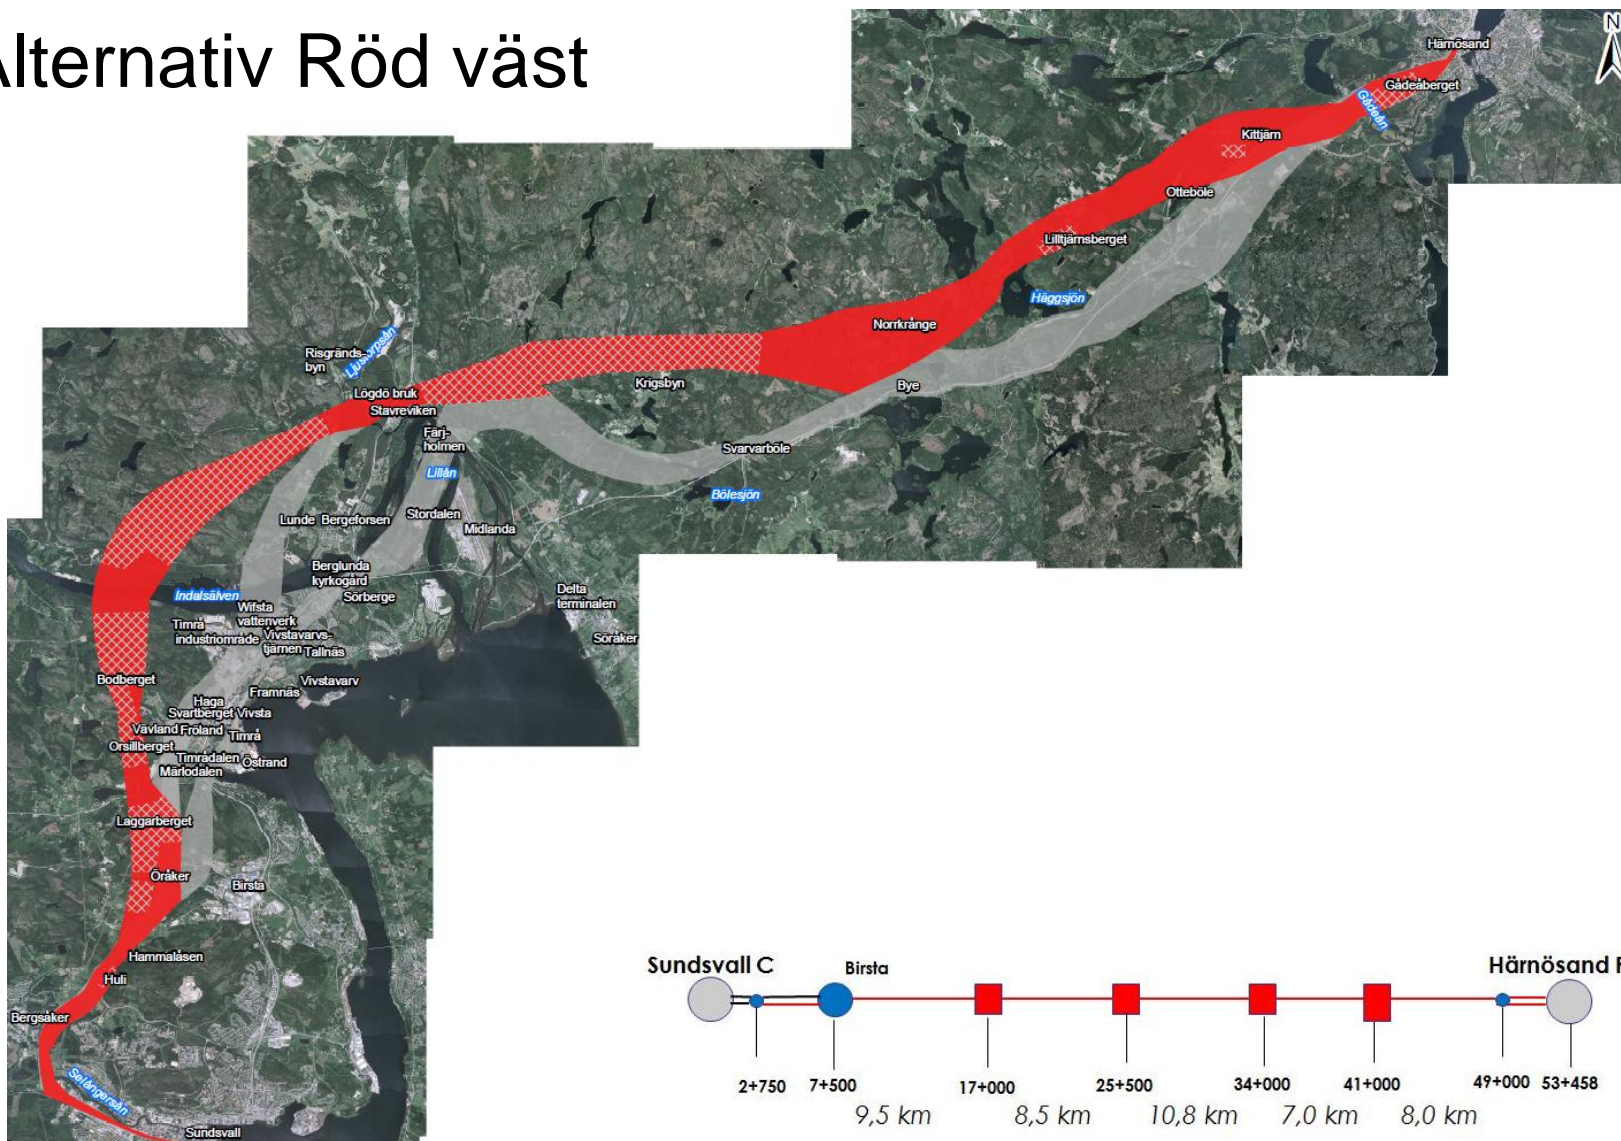 Alternativ Röd väst
N
Härnösand
Gådeåberget
Gådeån
Kittjärn
Otteböle
Lilltjärnsberget
Häggsjön
Norrkrånge
Risgränds-
byn
Ljustorpsån
Lögdö bruk
Stavreviken
Krigsbyn
Bye
Färj-
holmen
Lillån
Svarvarböle
Bölesjön
Lunde
Bergeforsen
Stordalen
Midlanda
Berglunda
kyrkogård
Sörberge
Indalsälven
Wifsta
vattenverk
Delta
terminalen
Timrå
industriområde
Vivstavarvs-
tjärnen
Tallnäs
Söråker
Bodberget
Vivstavarv
Framnäs
Haga
Svartberget
Vivsta
Vävland
Fröland
Timrå
Orsillberget
Timrådalen
Östrand
Märlodalen
Laggarberget
Öråker
Birsta
Hammalåsen
Huli
Bergsåker
Selångersån
Sundsvall
Sundsvall C
Birsta
Härnösand F
2+750 7+500 17+000 25+500 34+000 41+000 49+000 53+458
9,5 km 8,5 km 10,8 km 7,0 km 8,0 km